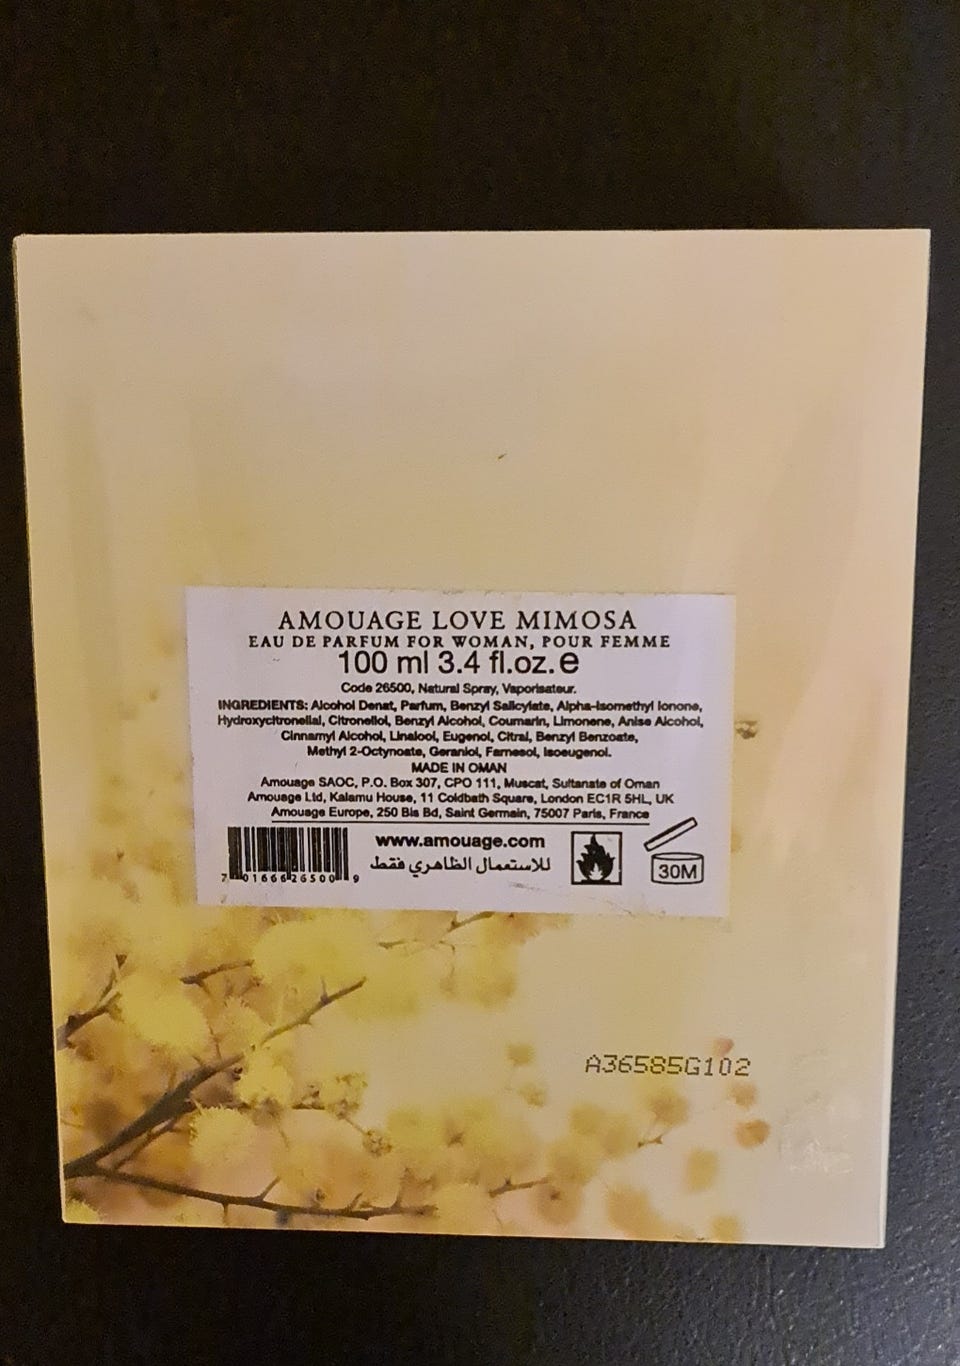 AMOUAGE LOVE MIMOSA
EAU DE PARFUM FOR WOMAN, POUR FEMME
100 ml 3.4 fl.oz. e
Code 26500, Natural Spray, Vaporisateur.
INGREDIENTS: Alcohol Denat, Parfum, Benzyl Salicylate, Alpha-Isomethyl Ionone,
Hydroxycitronellal, Citronellol, Benzyl Alcohol, Coumarin, Limonene, Anise Alcohol,
Cinnamyl Alcohol, Linalool, Eugenol, Citral, Benzyl Benzoate,
Methyl 2-Octynoate, Geraniol, Farnesol, Isoeugenol.
MADE IN OMAN
Amouage SAOC, P.O. Box 307, CPO 111, Muscat, Sultanate of Oman
Amouage Ltd, Kalamu House, 11 Coldbath Square, London EC1R 5HL, UK
Amouage Europe, 250 Bis Bd, Saint Germain, 75007 Paris, France
www.amouage.com
للاستعمال الظاهري فقط
7 01666 26500 9
30M
A36585G102